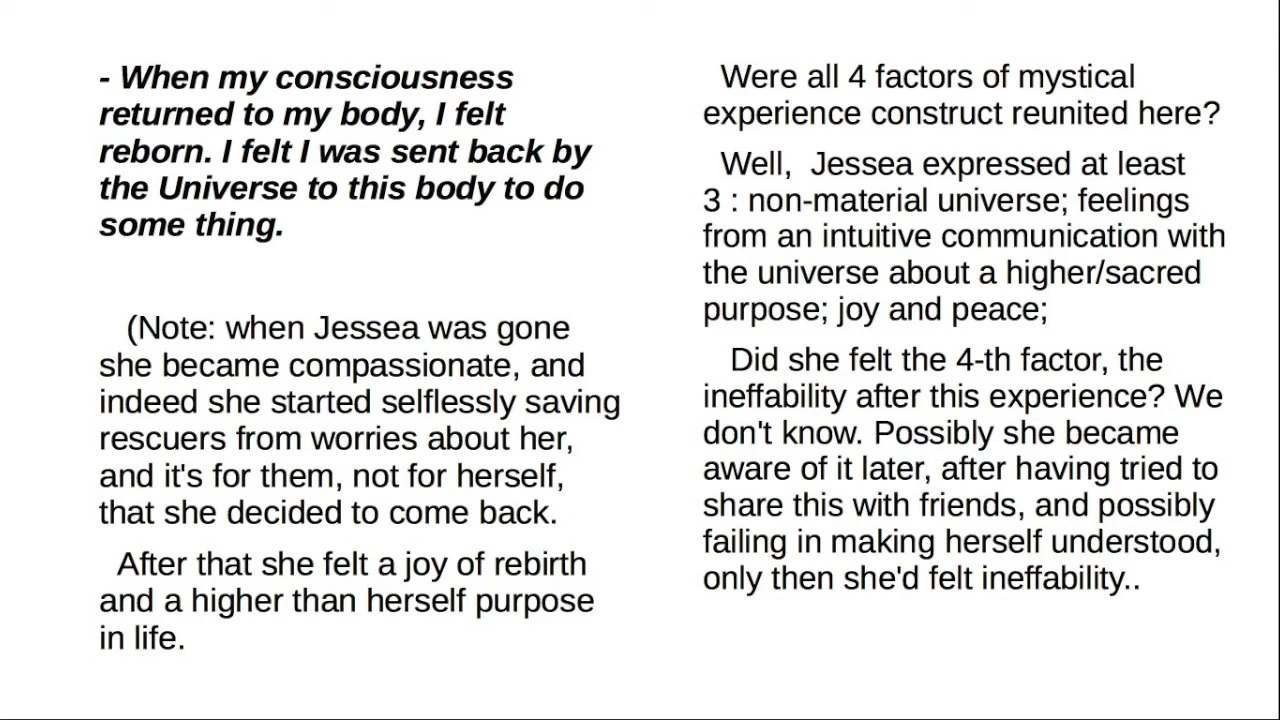 - When my consciousness
returned to my body, I felt
reborn. I felt I was sent back by
the Universe to this body to do
some thing.
(Note: when Jessea was gone
she became compassionate, and
indeed she started selflessly saving
rescuers from worries about her,
and it's for them, not for herself,
that she decided to come back.
After that she felt a joy of rebirth
and a higher than herself purpose
in life.
Were all 4 factors of mystical
experience construct reunited here?
Well,  Jessea expressed at least
3 : non-material universe; feelings
from an intuitive communication with
the universe about a higher/sacred
purpose; joy and peace;
Did she felt the 4-th factor, the
ineffability after this experience? We
don't know. Possibly she became
aware of it later, after having tried to
share this with friends, and possibly
failing in making herself understood,
only then she'd felt ineffability..